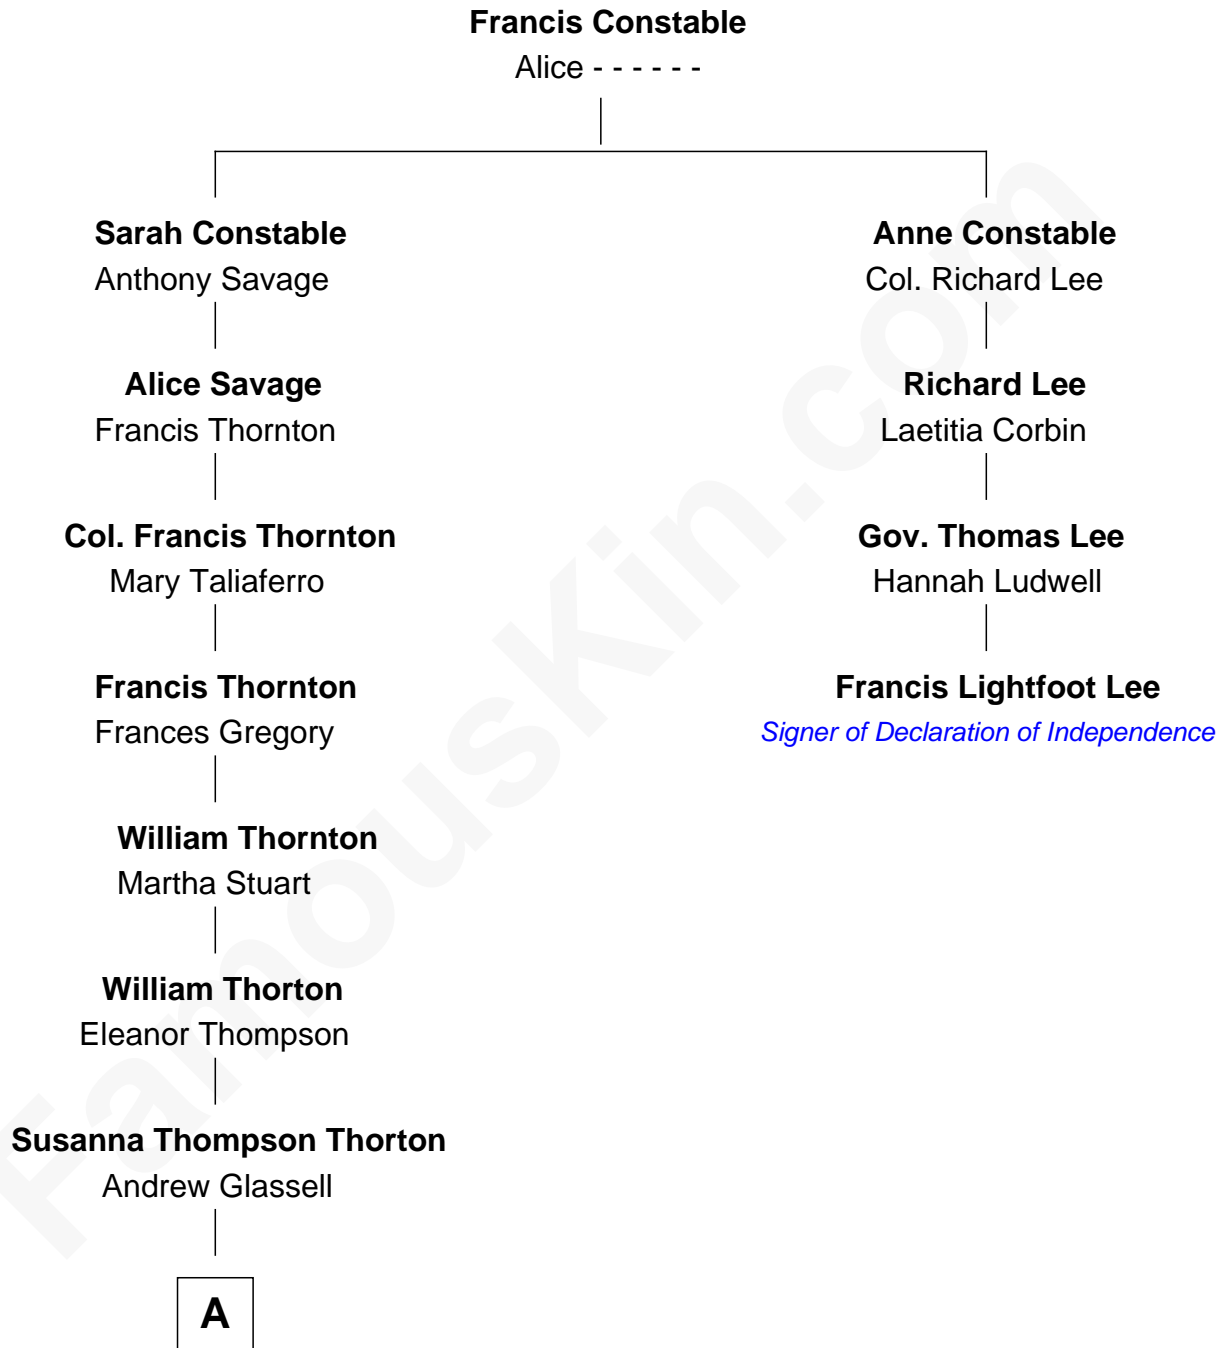 Francis Constable
Alice - - - - - -
Sarah Constable
Anthony Savage
Anne Constable
Col. Richard Lee
Alice Savage
Francis Thornton
Richard Lee
Laetitia Corbin
Col. Francis Thornton
Mary Taliaferro
Gov. Thomas Lee
Hannah Ludwell
Francis Thornton
Frances Gregory
Francis Lightfoot Lee
Signer of Declaration of Independence
William Thornton
Martha Stuart
William Thorton
Eleanor Thompson
Susanna Thompson Thorton
Andrew Glassell
A
FamousKin.com